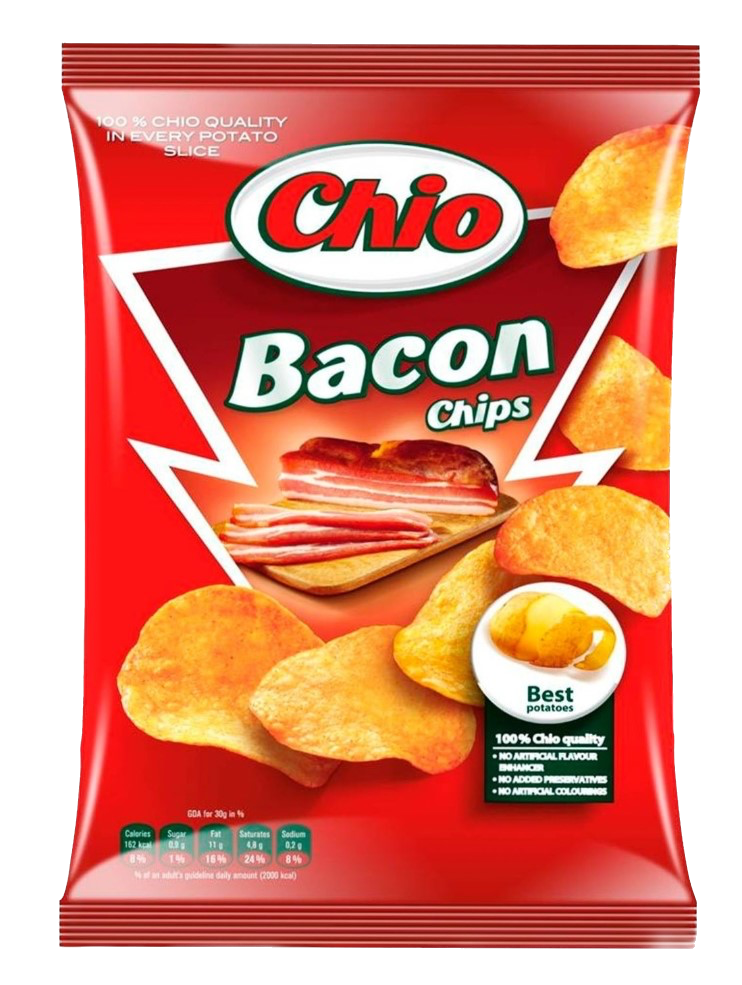 100 % CHIO QUALITY
IN EVERY POTATO
SLICE
Chio
Bacon
Chips
Best
potatoes
100% Chio quality
• NO ARTIFICIAL FLAVOUR
ENHANCER
• NO ADDED PRESERVATIVES
• NO ARTIFICIAL COLOURINGS
GDA for 30g in %
Calories Sugar Fat Saturates Sodium
162 kcal 0,9 g 11 g 4,8 g 0,2 g
8% 1% 16% 24% 8%
% of an adult's guideline daily amount (2000 kcal)